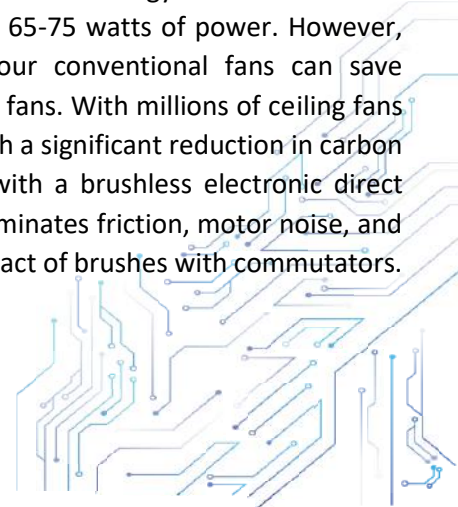 65-75 watts of power. However,
our conventional fans can save
fans. With millions of ceiling fans
h a significant reduction in carbon
with a brushless electronic direct
minates friction, motor noise, and
act of brushes with commutators.